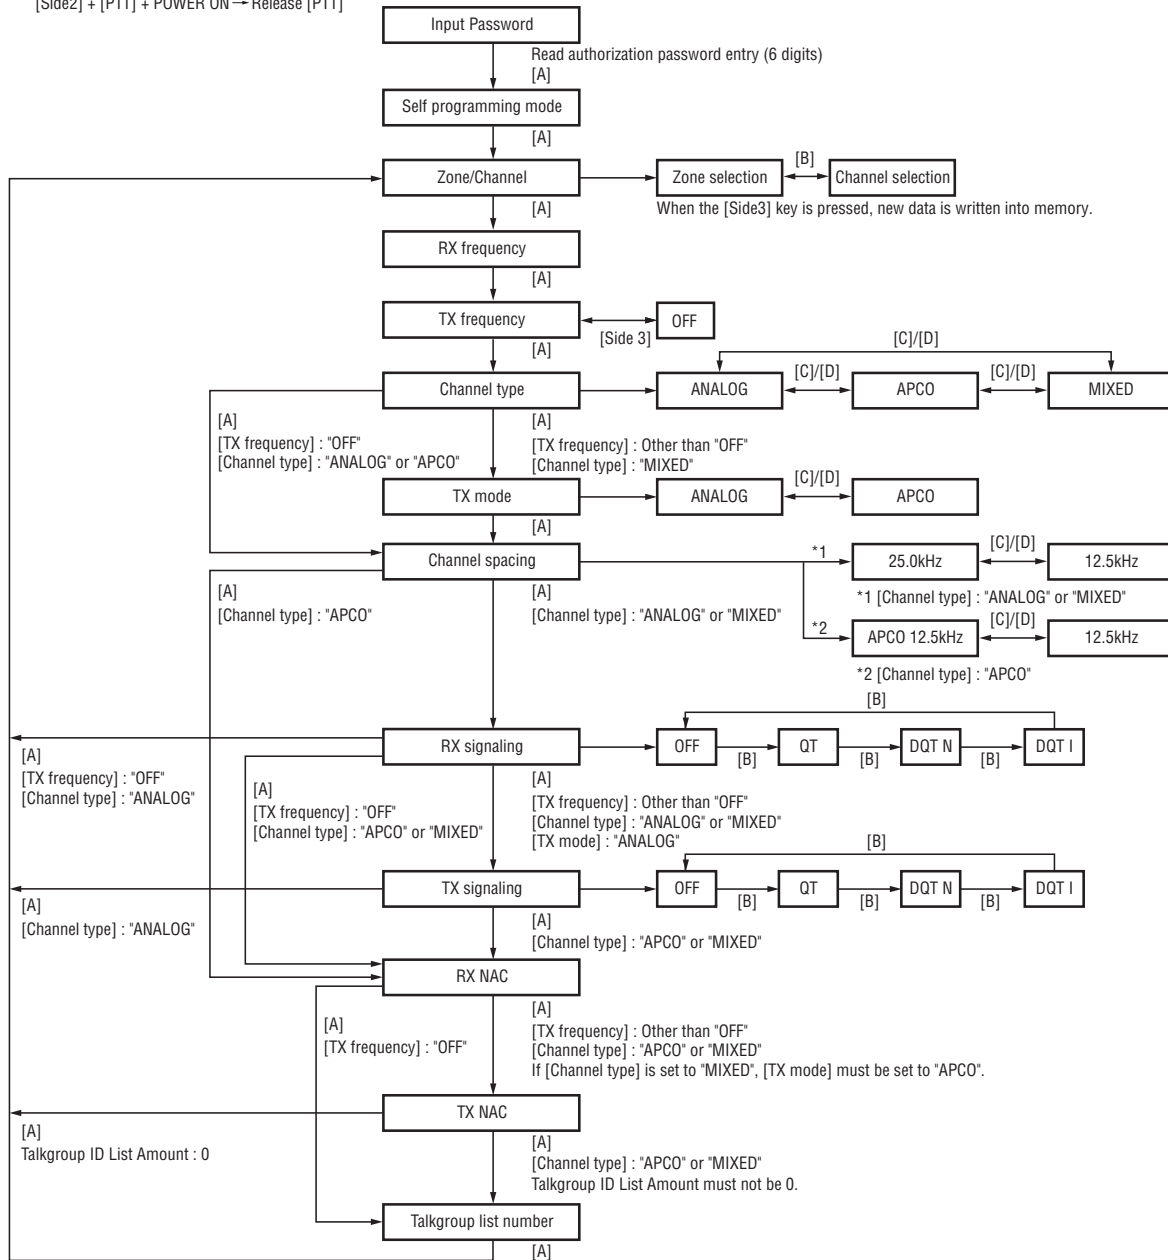 [Side2] + [PTT] + POWER ON → Release [PTT]
Input Password
Read authorization password entry (6 digits)
[A]
Self programming mode
[A]
Zone/Channel
Zone selection
[B]
Channel selection
[A]
When the [Side3] key is pressed, new data is written into memory.
RX frequency
[A]
TX frequency
[Side 3]
OFF
[A]
[C]/[D]
Channel type
ANALOG
[C]/[D]
APCO
[C]/[D]
MIXED
[A]
[TX frequency] : "OFF"
[Channel type] : "ANALOG" or "APCO"
[A]
[TX frequency] : Other than "OFF"
[Channel type] : "MIXED"
TX mode
ANALOG
[C]/[D]
APCO
[A]
Channel spacing
*1
25.0kHz
[C]/[D]
12.5kHz
*1 [Channel type] : "ANALOG" or "MIXED"
[A]
[Channel type] : "APCO"
[A]
[Channel type] : "ANALOG" or "MIXED"
*2
APCO 12.5kHz
[C]/[D]
12.5kHz
*2 [Channel type] : "APCO"
[B]
RX signaling
OFF
[B]
QT
[B]
DQT N
[B]
DQT I
[A]
[TX frequency] : "OFF"
[Channel type] : "ANALOG"
[A]
[TX frequency] : "OFF"
[Channel type] : "APCO" or "MIXED"
[A]
[TX frequency] : Other than "OFF"
[Channel type] : "ANALOG" or "MIXED"
[TX mode] : "ANALOG"
[B]
TX signaling
OFF
[B]
QT
[B]
DQT N
[B]
DQT I
[A]
[Channel type] : "ANALOG"
[A]
[Channel type] : "APCO" or "MIXED"
RX NAC
[A]
[TX frequency] : "OFF"
[A]
[TX frequency] : Other than "OFF"
[Channel type] : "APCO" or "MIXED"
If [Channel type] is set to "MIXED", [TX mode] must be set to "APCO".
TX NAC
[A]
Talkgroup ID List Amount : 0
[A]
[Channel type] : "APCO" or "MIXED"
Talkgroup ID List Amount must not be 0.
Talkgroup list number
[A]